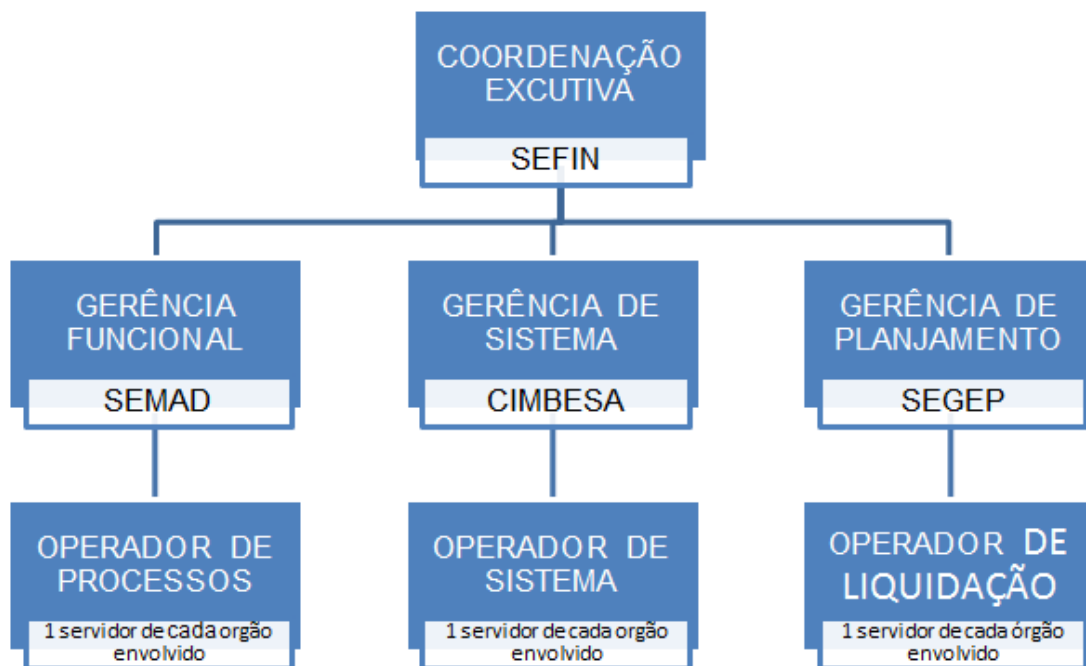 COORDENAÇÃO
EXCUTIVA
SEFIN
GERÊNCIA
FUNCIONAL
SEMAD
GERÊNCIA DE
SISTEMA
CIMBESA
GERÊNCIA DE
PLANJAMENTO
SEGEP
OPERADOR DE
PROCESSOS
1 servidor de cada orgão
envolvido
OPERADOR DE
SISTEMA
1 servidor de cada orgão
envolvido
OPERADOR DE
LIQUIDAÇÃO
1 servidor de cada órgão
envolvido